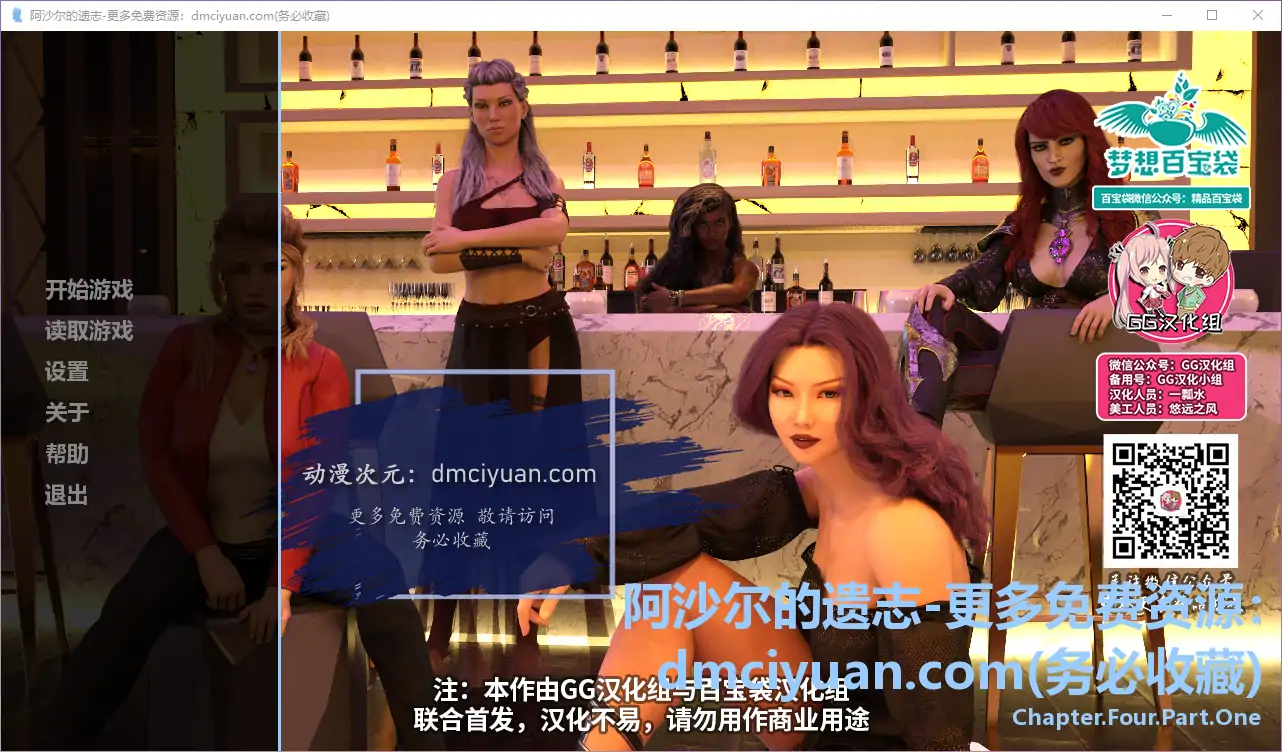 阿沙尔的遗志-更多免费资源：dmciyuan.com(务必收藏)
开始游戏
读取游戏
设置
关于
帮助
退出
动漫次元：dmciyuan.com
更多免费资源 敬请访问
务必收藏
梦想百宝袋
百宝袋微信公众号：精品百宝袋
GG汉化组
微信公众号：GG汉化组
备用号：GG汉化小组
汉化人员：一瓢水
美工人员：悠远之风
阿沙尔的遗志-更多免费资源：
dmciyuan.com(务必收藏)
Chapter.Four.Part.One
注：本作由GG汉化组与百宝袋汉化组
联合首发，汉化不易，请勿用作商业用途